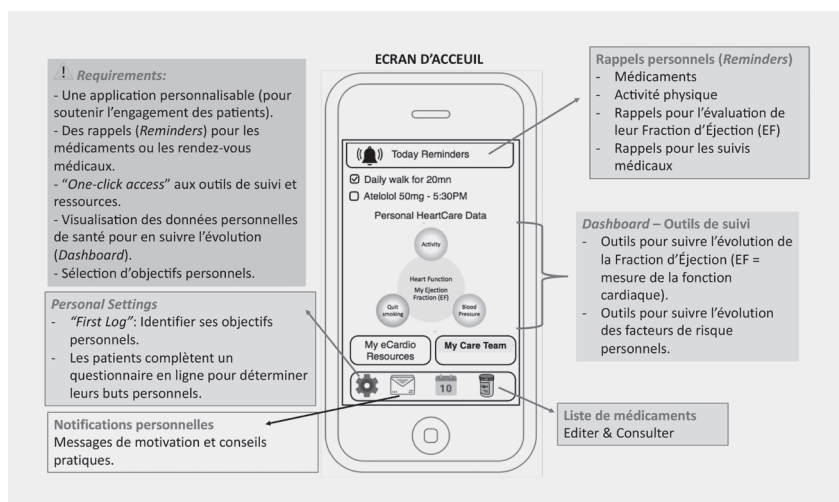 ECRAN D’ACCEUIL
! Requirements:
- Une application personnalisable (pour
soutenir l’engagement des patients).
- Des rappels (Reminders) pour les
médicaments ou les rendez-vous
médicaux.
- “One-click access” aux outils de suivi et
ressources.
- Visualisation des données personnelles
de santé pour en suivre l’évolution
(Dashboard).
- Sélection d’objectifs personnels.
Personal Settings
- “First Log”: Identifier ses objectifs
personnels.
- Les patients complètent un
questionnaire en ligne pour déterminer
leurs buts personnels.
Notifications personnelles
Messages de motivation et conseils
pratiques.
Today Reminders
Daily walk for 20mn
Atelolol 50mg - 5:30PM
Personal HeartCare Data
Activity
Heart Function
My Ejection
Fraction (EF)
Quit
smoking
Blood
Pressure
My eCardio
Resources
My Care Team
10
Rappels personnels (Reminders)
- Médicaments
- Activité physique
- Rappels pour l’évaluation de
leur Fraction d’Éjection (EF)
- Rappels pour les suivis
médicaux
Dashboard – Outils de suivi
- Outils pour suivre l’évolution de
la Fraction d’Éjection (EF =
mesure de la fonction
cardiaque).
- Outils pour suivre l’évolution
des facteurs de risque
personnels.
Liste de médicaments
Editer & Consulter